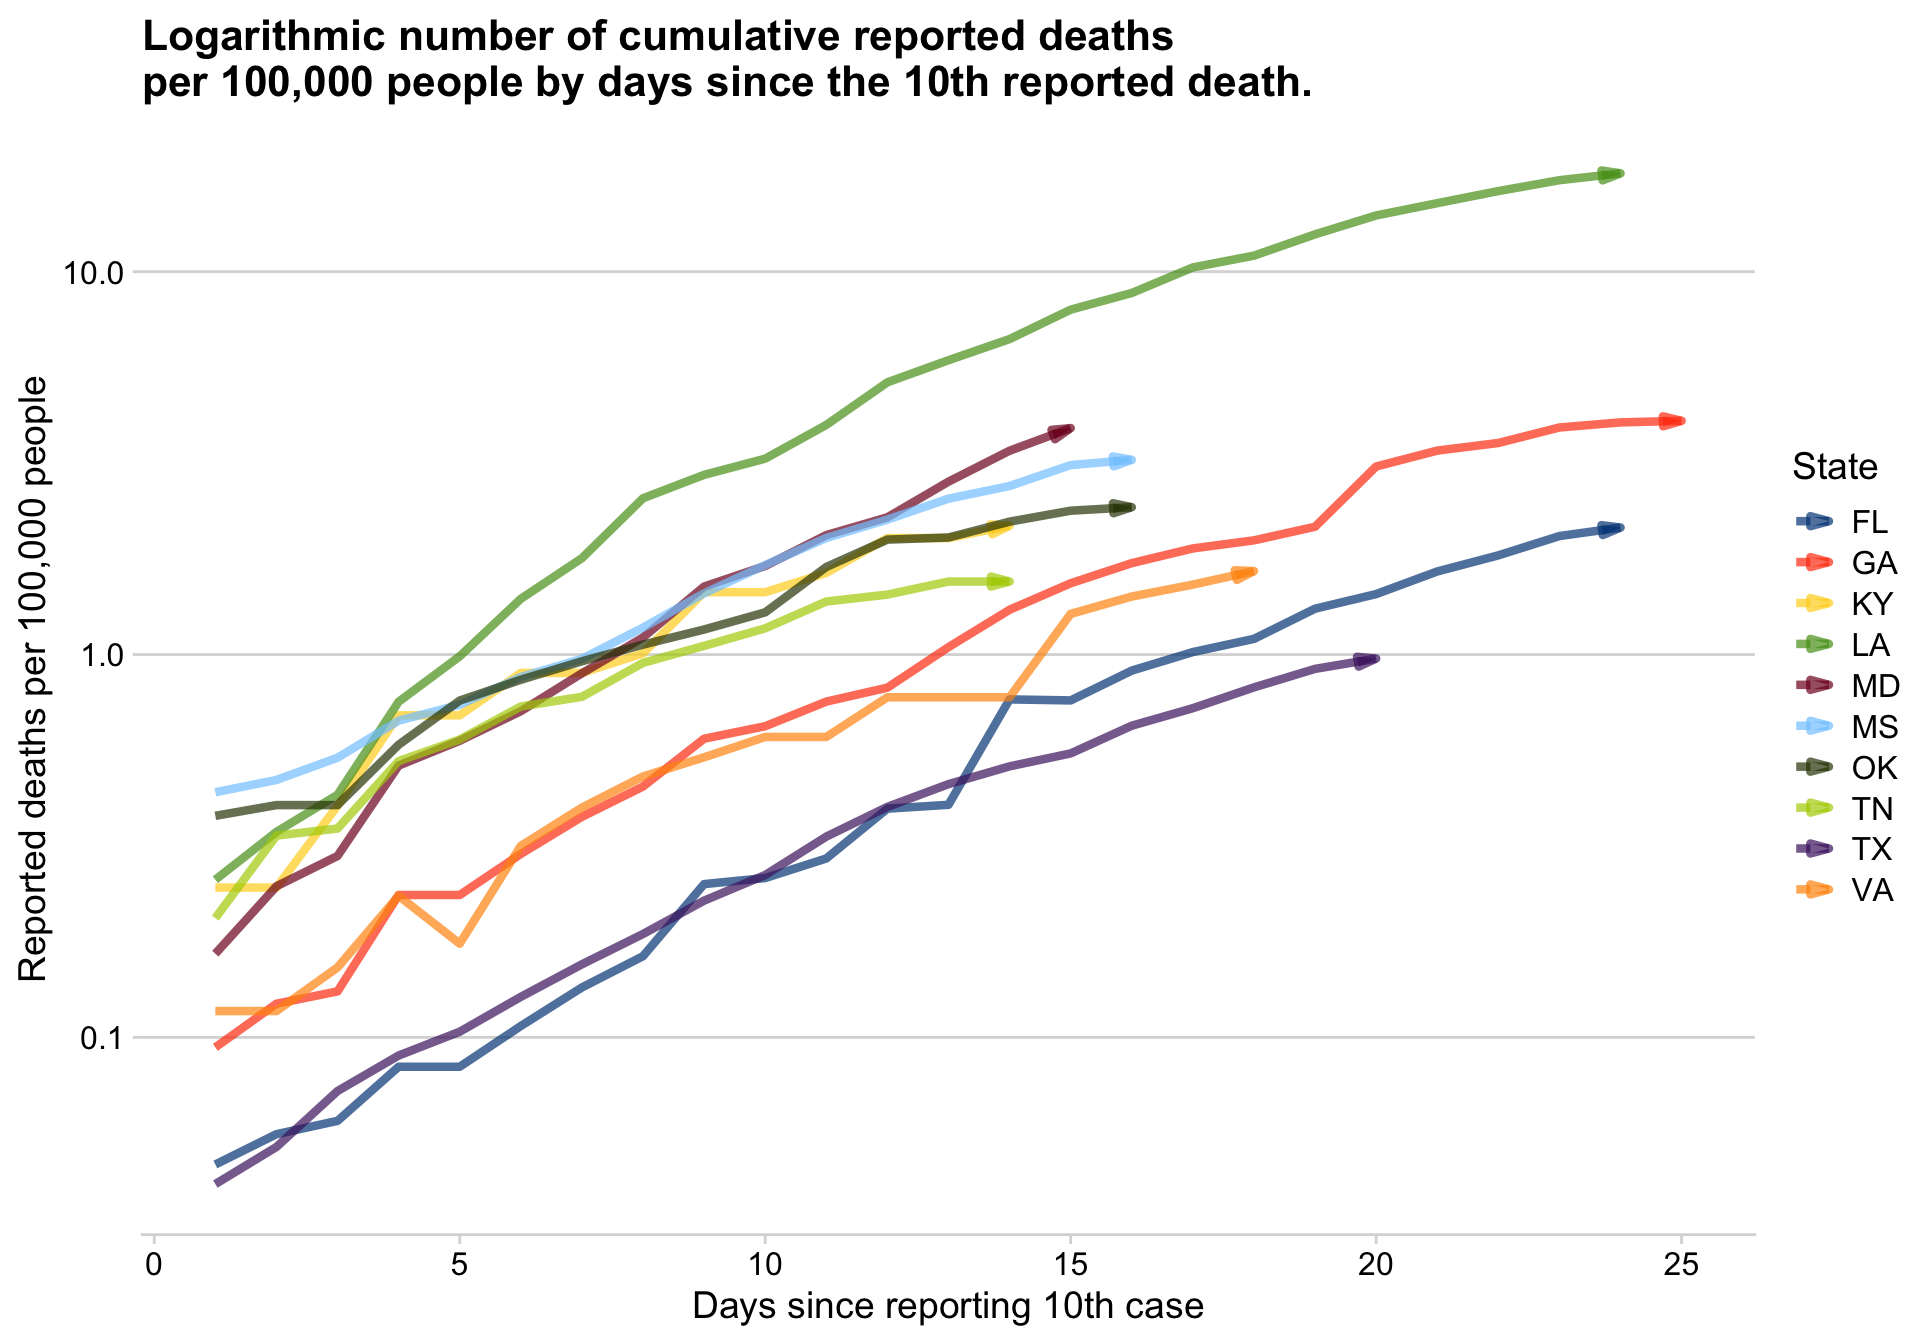 Logarithmic number of cumulative reported deaths
per 100,000 people by days since the 10th reported death.
Reported deaths per 100,000 people
10.0
1.0
0.1
0 5 10 15 20 25
Days since reporting 10th case
State
FL
GA
KY
LA
MD
MS
OK
TN
TX
VA